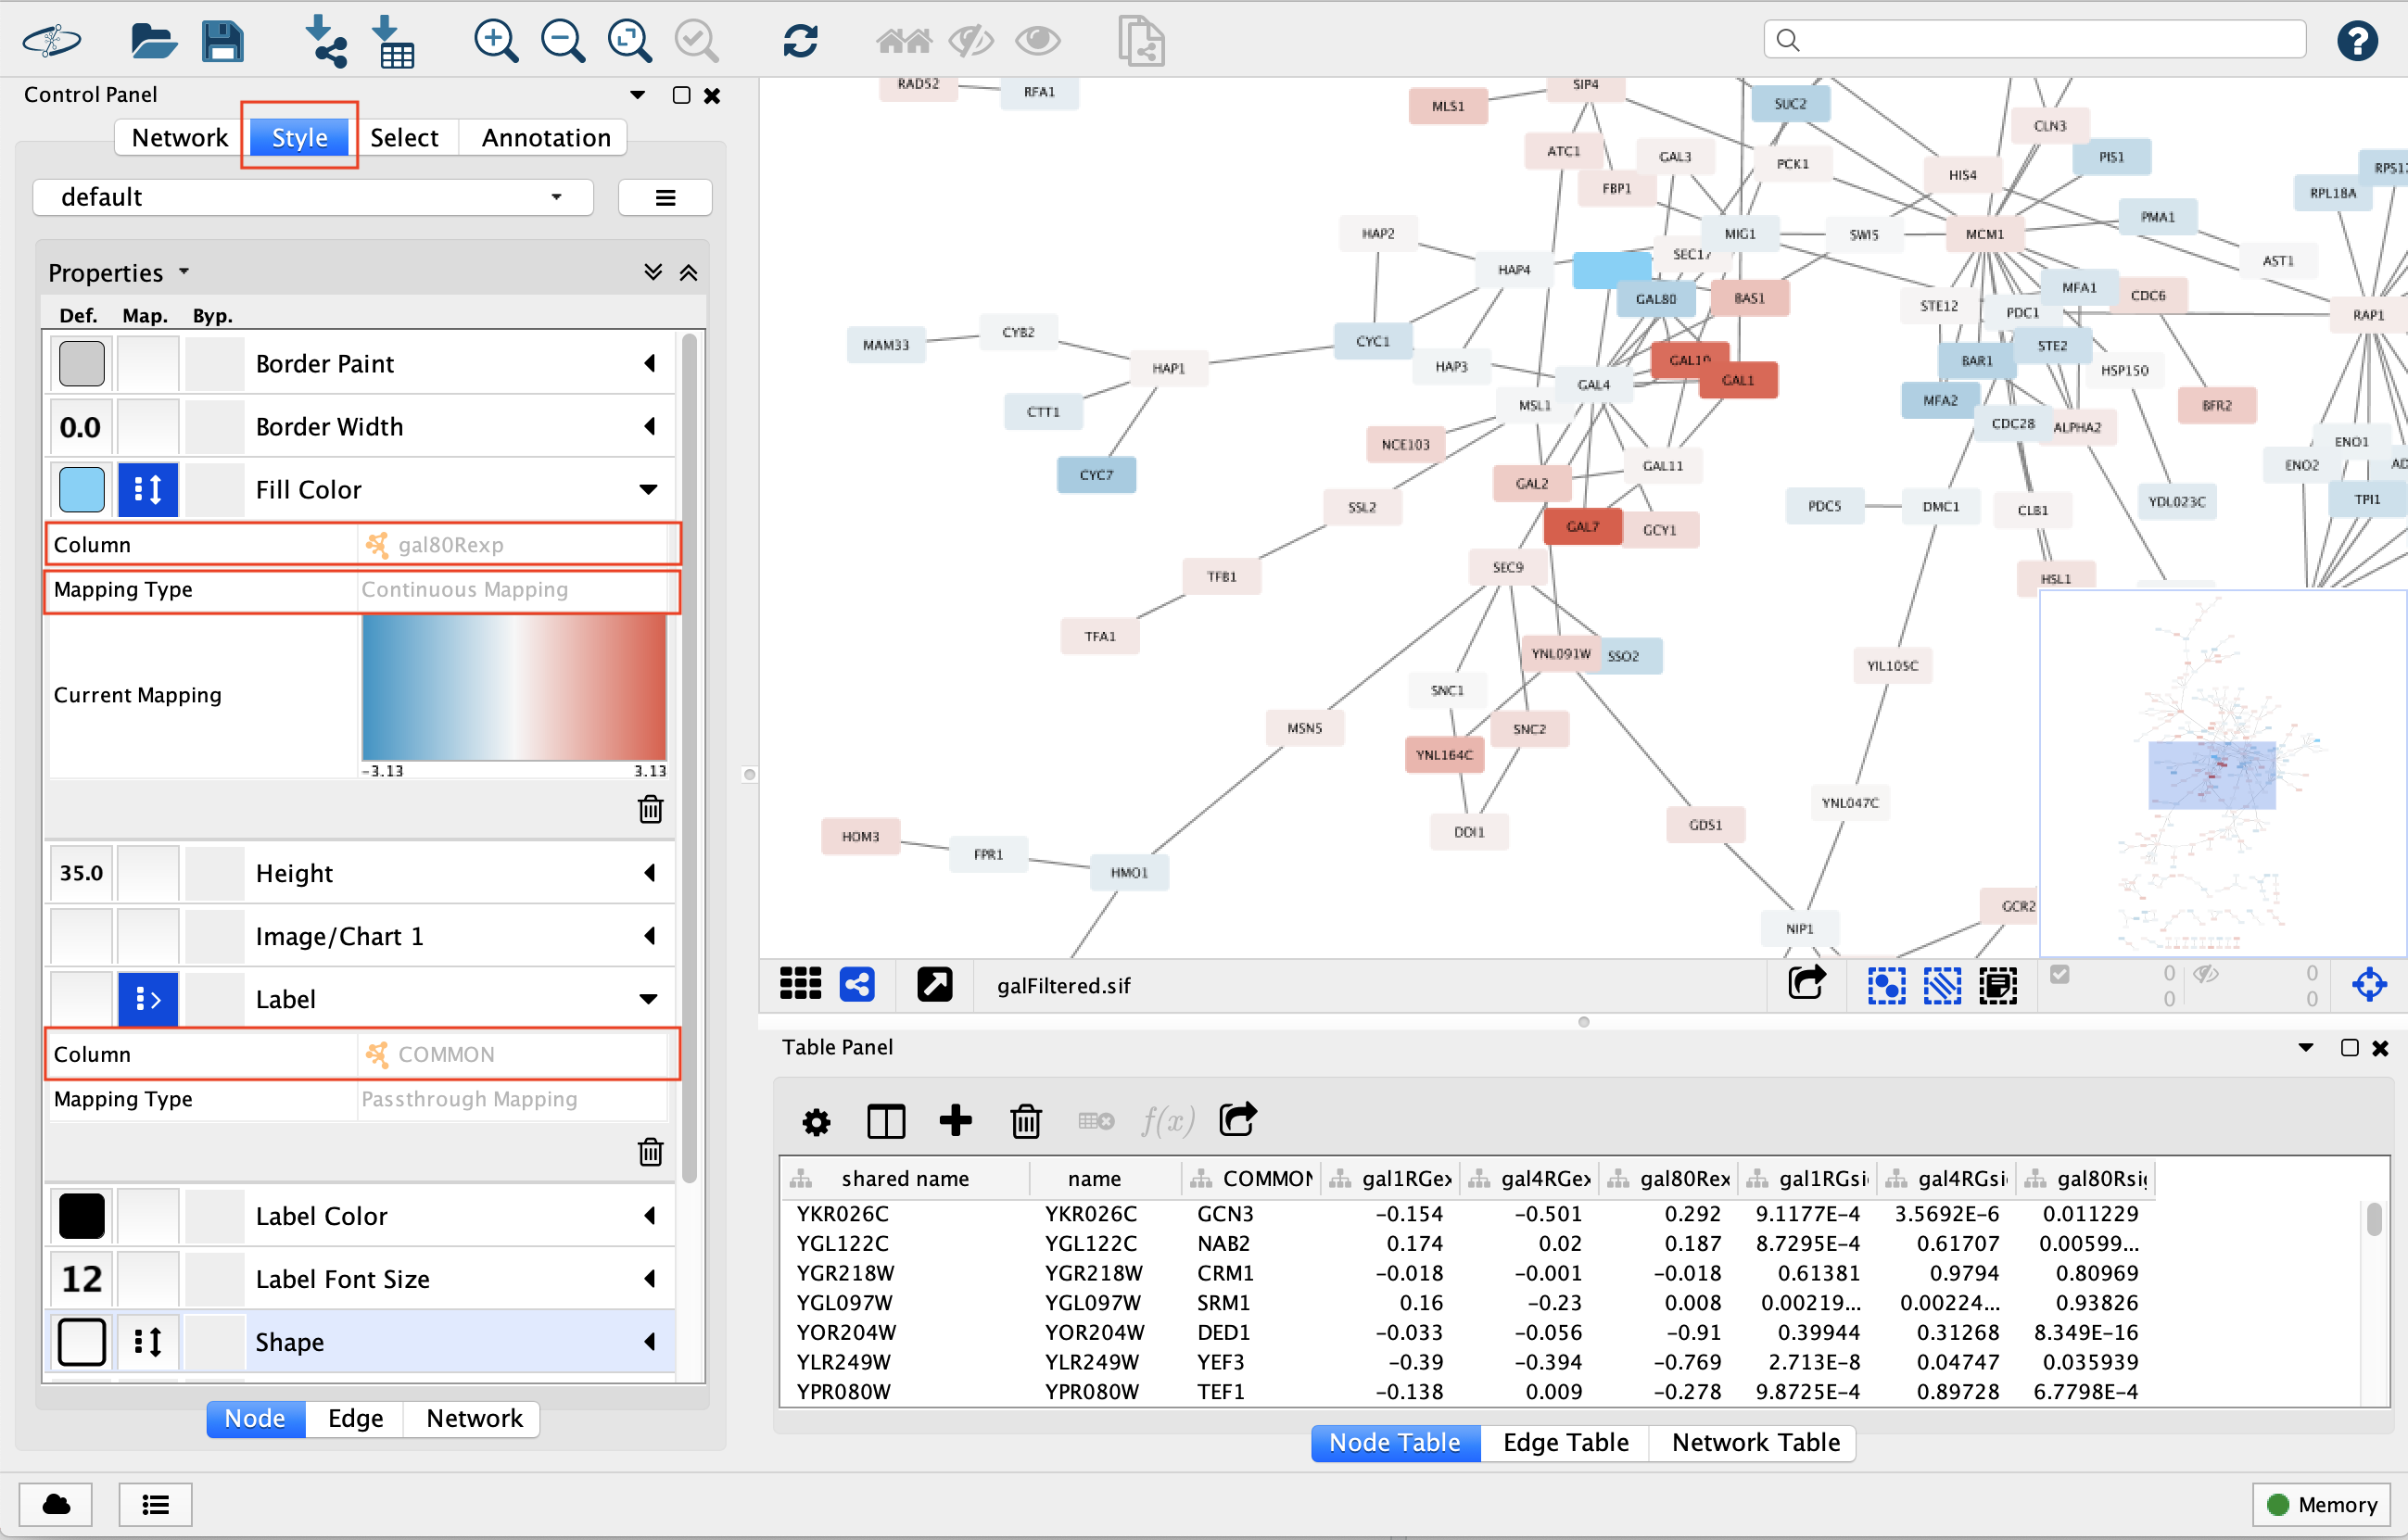 Control Panel
Network Style Select Annotation
default
Properties
Def. Map. Byp.
Border Paint
0.0 Border Width
Fill Color
Column gal80Rexp
Mapping Type Continuous Mapping
Current Mapping
-3.13 3.13
35.0 Height
Image/Chart 1
Label
Column COMMON
Mapping Type Passthrough Mapping
Label Color
12 Label Font Size
Shape
Node Edge Network
RAD52
RFA1
MLS1
SIP4
SUC2
CLN3
ATC1
GAL3
PCK1
PIS1
FBP1
HIS4
RPS12
RPL18A
HAP2
MIG1
SWI5
MCM1
PMA1
SEC17
AST1
HAP4
GAL80
BAS1
MFA1
CDC6
STE12
PDC1
RAP1
MAM33
CYB2
CYC1
STE2
HAP1
HAP3
GAL10
GAL1
BAR1
HSP150
GAL4
CTT1
MSL1
MFA2
BFR2
NCE103
CDC28
ALPHA2
ENO1
CYC7
GAL11
ENO2
AD
GAL2
TPI1
SSL2
PDC5
DMC1
CLB1
YDL023C
GAL7
GCY1
TFB1
SEC9
HSL1
TFA1
YNL091W
SSO2
YIL105C
SNC1
MSN5
SNC2
YNL164C
YNL047C
HOM3
FPR1
HMO1
DDI1
GDS1
GCR2
NIP1
galFiltered.sif
0 0
0 0
Table Panel
f(x)
shared name name COMMON gal1RGex gal4RGex gal80Rex gal1RGsi gal4RGsi gal80Rsig
YKR026C YKR026C GCN3 -0.154 -0.501 0.292 9.1177E-4 3.5692E-6 0.011229
YGL122C YGL122C NAB2 0.174 0.02 0.187 8.7295E-4 0.61707 0.00599...
YGR218W YGR218W CRM1 -0.018 -0.001 -0.018 0.61381 0.9794 0.80969
YGL097W YGL097W SRM1 0.16 -0.23 0.008 0.00219... 0.00224... 0.93826
YOR204W YOR204W DED1 -0.033 -0.056 -0.91 0.39944 0.31268 8.349E-16
YLR249W YLR249W YEF3 -0.39 -0.394 -0.769 2.713E-8 0.04747 0.035939
YPR080W YPR080W TEF1 -0.138 0.009 -0.278 9.8725E-4 0.89728 6.7798E-4
Node Table Edge Table Network Table
Memory